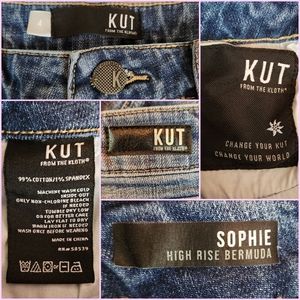 4
KUT
FROM THE KLOTH
K
KUT
FROM THE KLOTH®
CHANGE YOUR KUT
CHANGE YOUR WORLD
KUT
FROM THE KLOTH®
99% COTTON/1% SPANDEX
MACHINE WASH COLD
INSIDE OUT
ONLY NON-CHLORINE BLEACH
IF NEEDED
TUMBLE DRY LOW
OR FOR BETTER CARE
LAY FLAT TO DRY
WARM IRON IF NEEDED
WASH ONCE BEFORE WEARING
MADE IN CHINA
RN# 58539
KUT
FROM THE KLOTH
SOPHIE
HIGH RISE BERMUDA